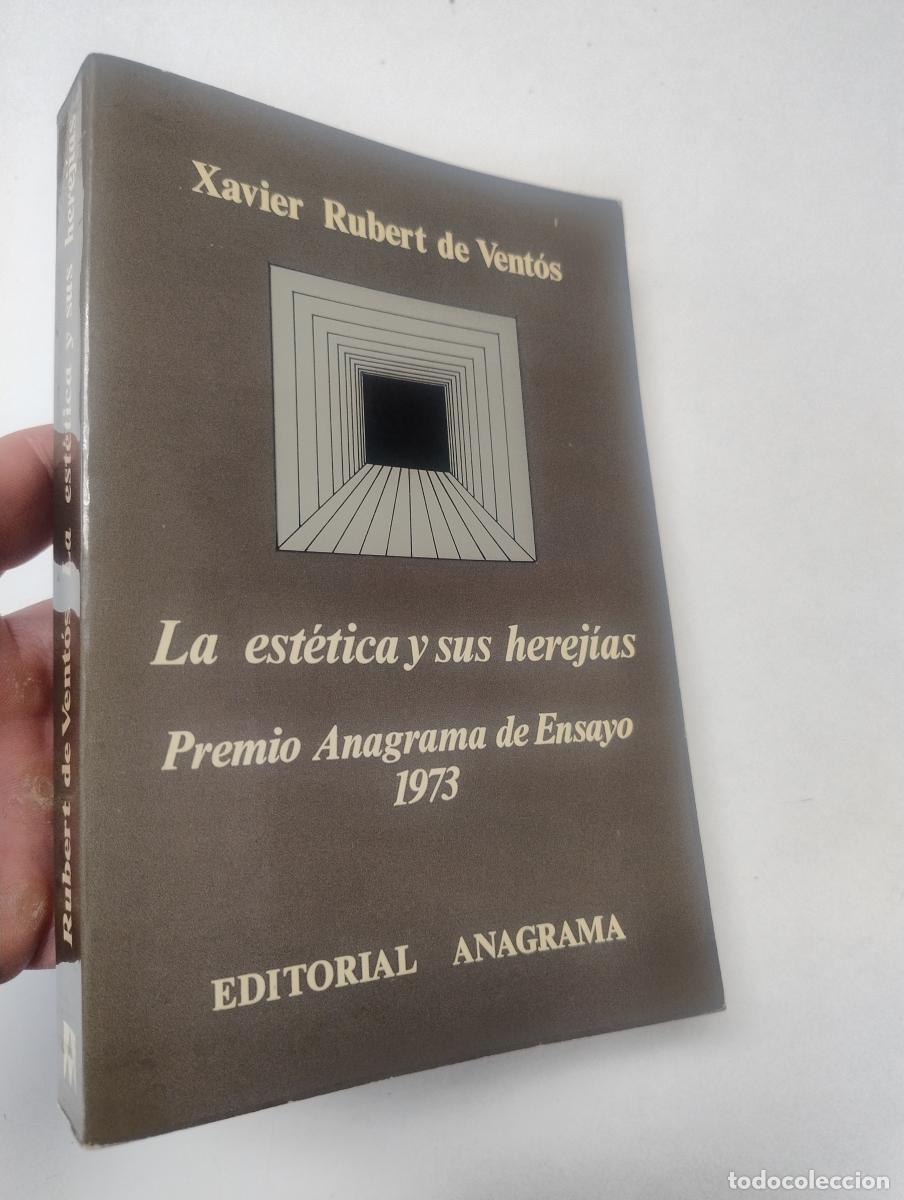 Xavier Rubert de Ventós
La estética y sus herejías
Premio Anagrama de Ensayo
1973
EDITORIAL ANAGRAMA
Rubert de Ventós La estética y sus herejías
todocoleccion